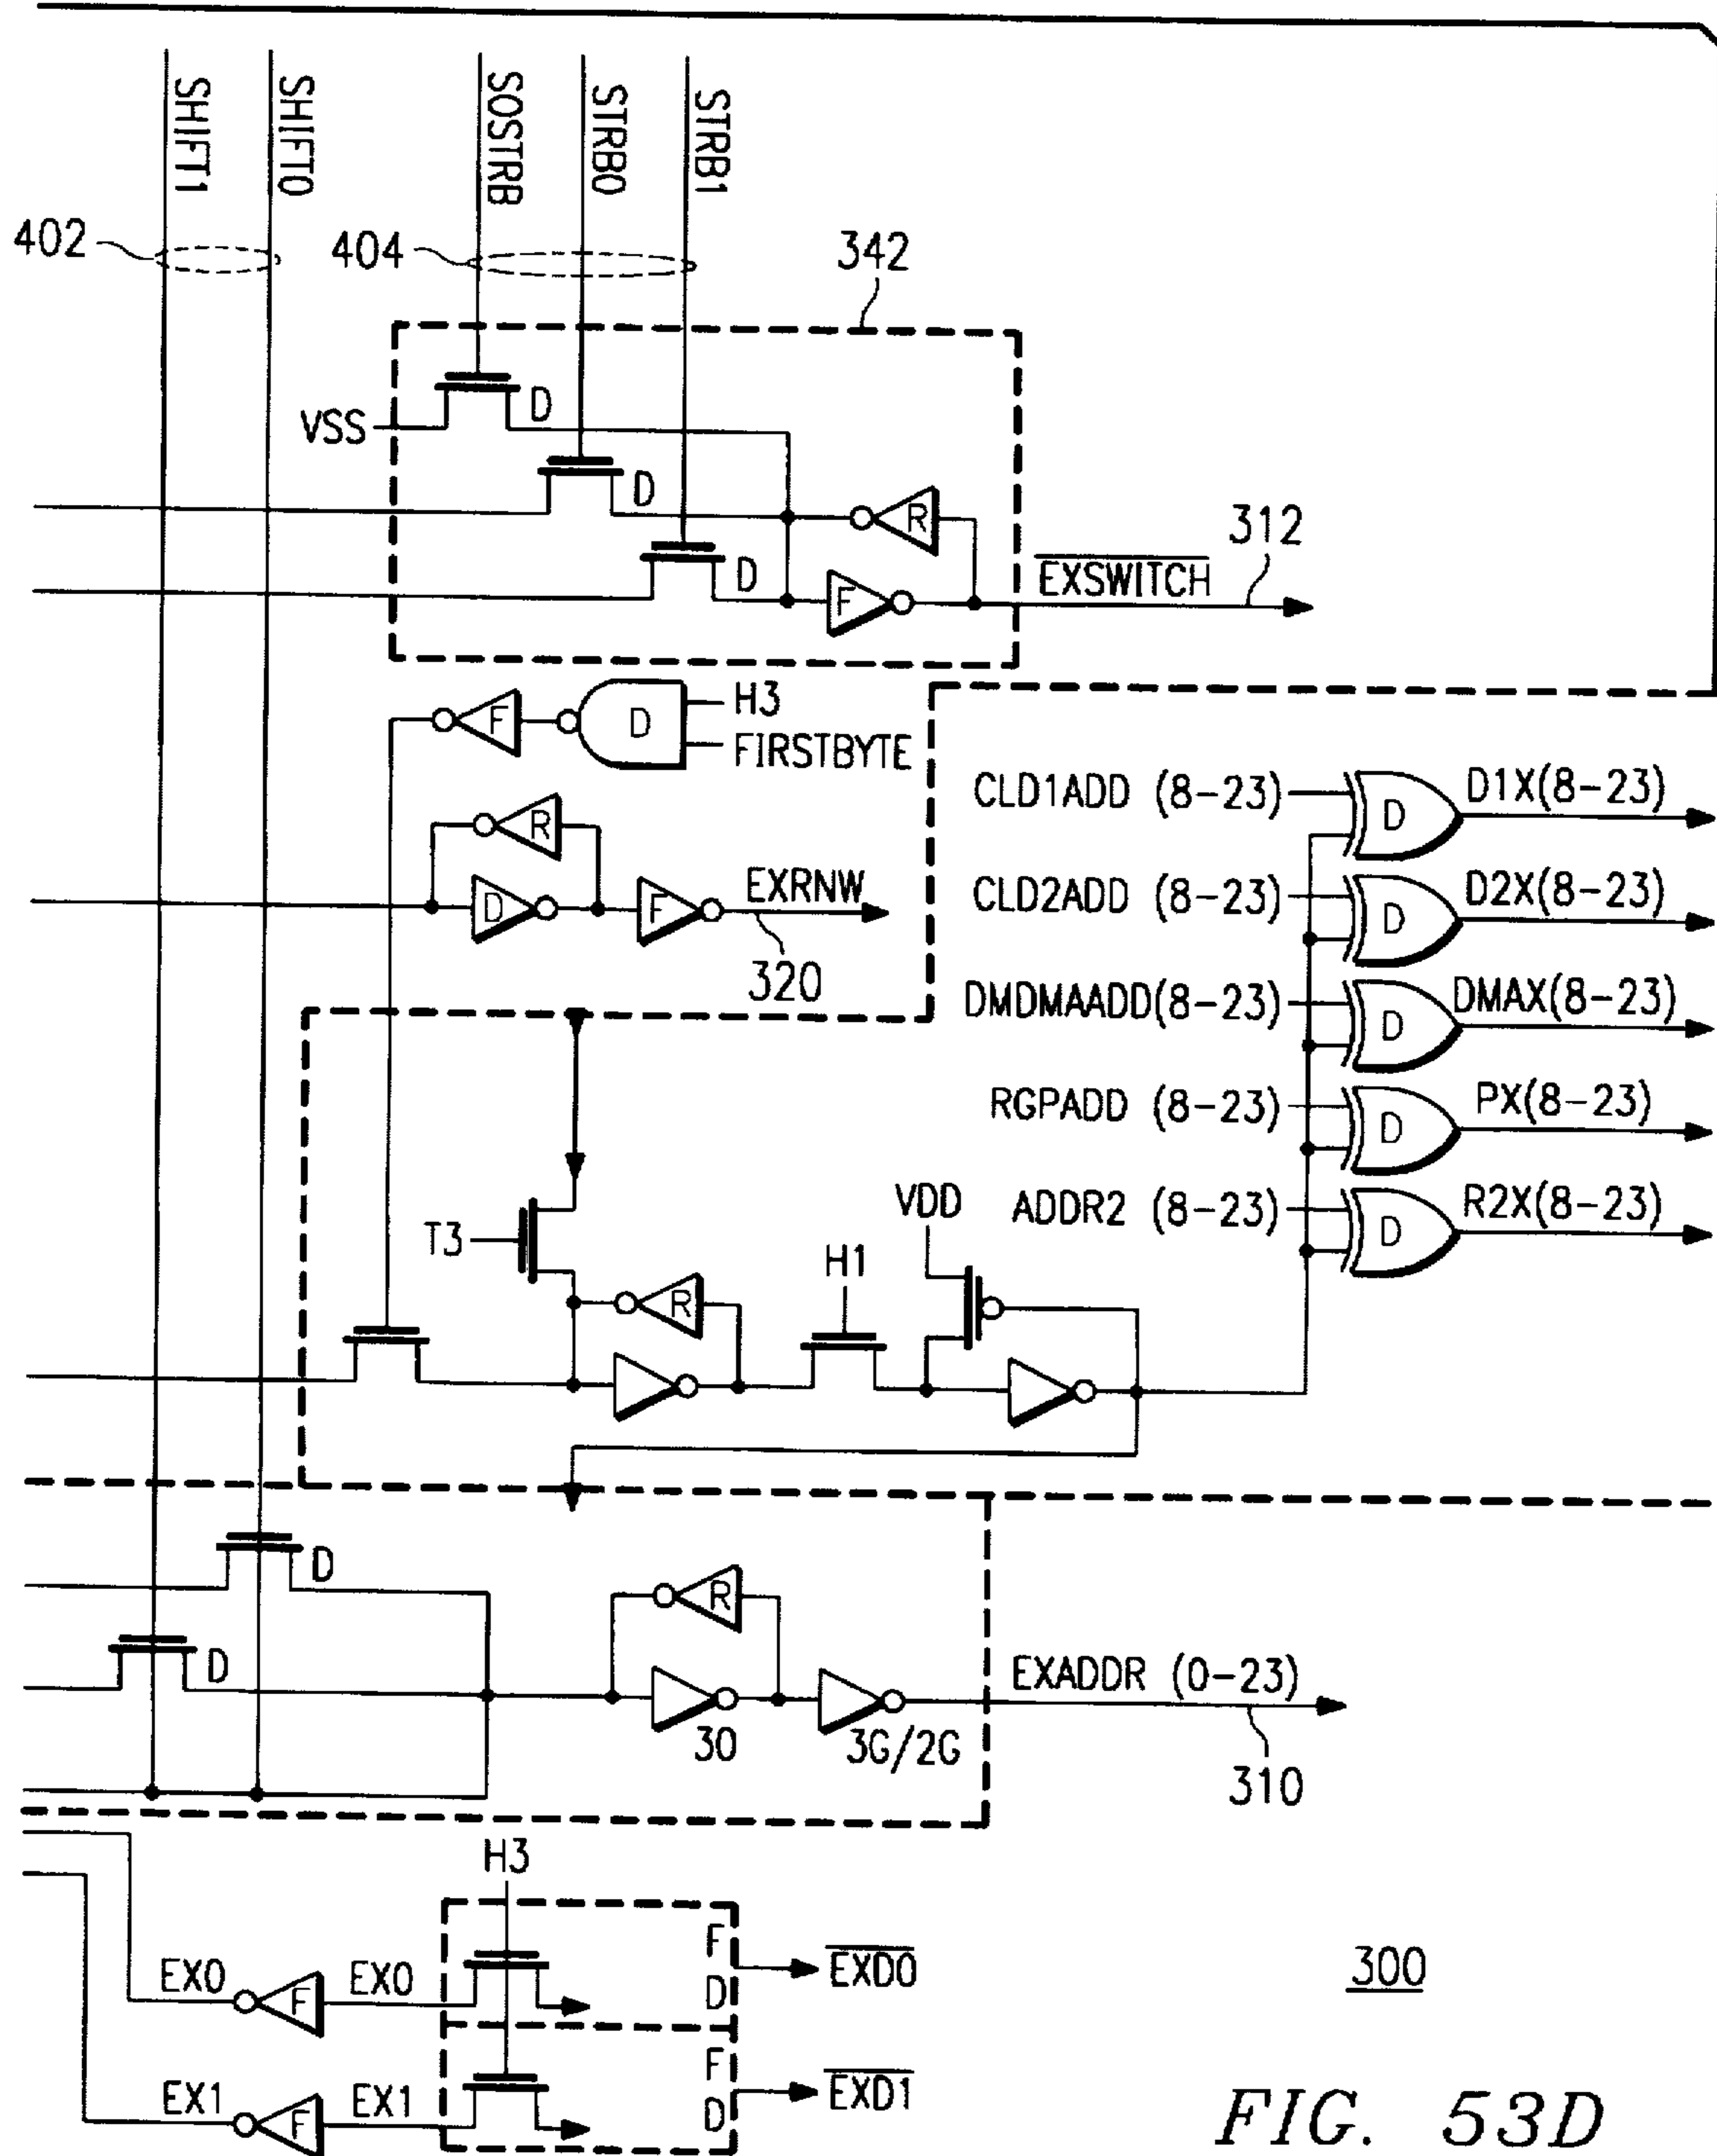 SHIFT1
SHIFT0
SOSTRB
STRB0
STRB1
402
404
342
VSS
D
D
D
R
F
EXSWITCH
312
F
D
H3
FIRSTBYTE
R
D
F
EXRNW
320
CLD1ADD (8-23)
D
D1X(8-23)
CLD2ADD (8-23)
D
D2X(8-23)
DMDMAADD(8-23)
D
DMAX(8-23)
RGPADD (8-23)
D
PX(8-23)
ADDR2 (8-23)
D
R2X(8-23)
T3
R
H1
VDD
D
D
R
30
3G/2G
EXADDR (0-23)
310
H3
EX0
F
EX0
F
D
EXD0
EX1
F
EX1
F
D
EXD1
300
FIG. 53D